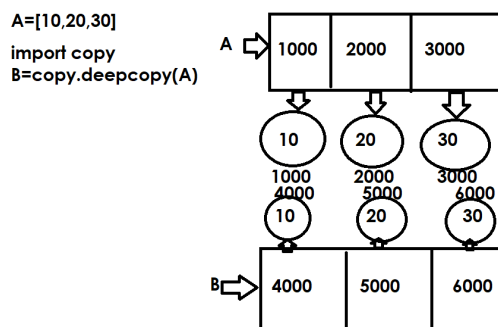 A=[10,20,30]
import copy
B=copy.deepcopy(A)
A 1000 2000 3000
10 20 30
1000 2000 3000
4000 5000 6000
10 20 30
B 4000 5000 6000